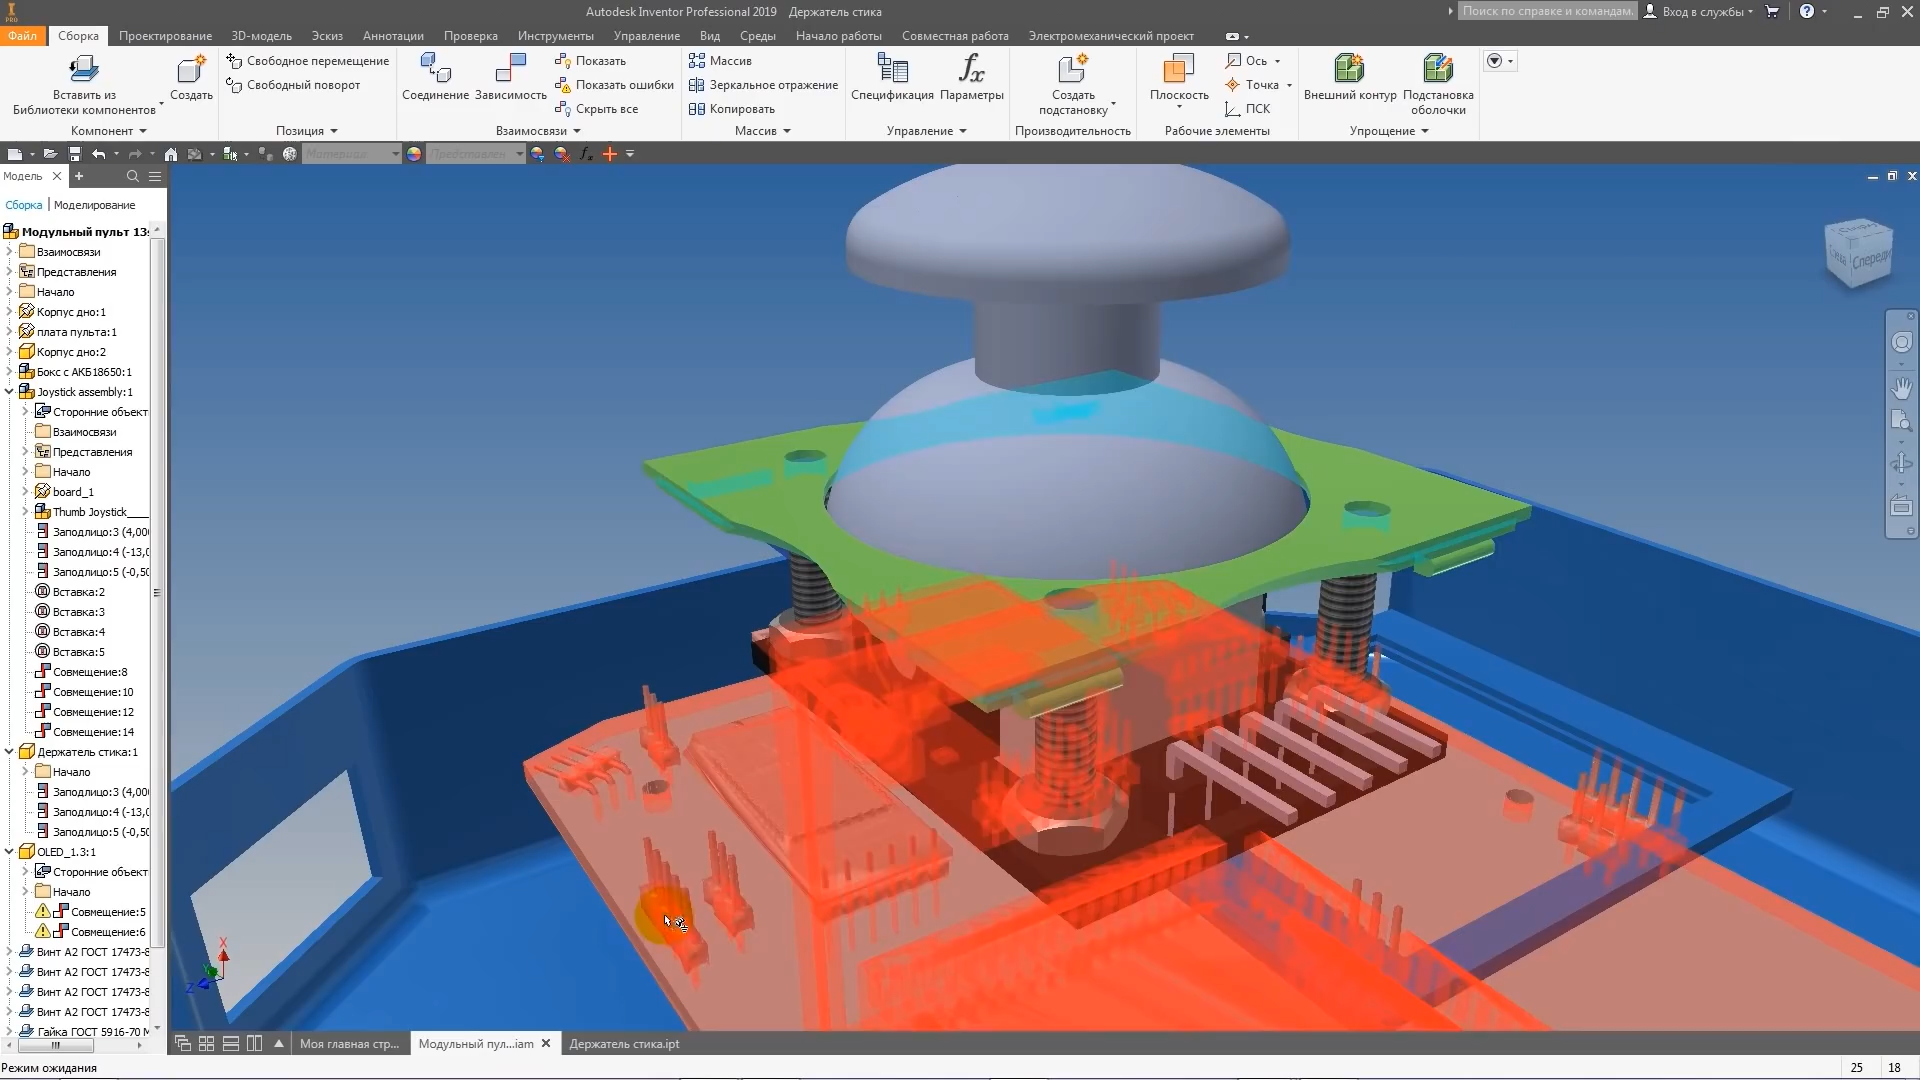 PRO
Autodesk Inventor Professional 2019 Держатель стика
Поиск по справке и командам.
Вход в службы
Файл Сборка Проектирование 3D-модель Эскиз Аннотации Проверка Инструменты Управление Вид Среды Начало работы Совместная работа Электромеханический проект
Вставить из
Библиотеки компонентов
Создать
Компонент
Свободное перемещение
Свободный поворот
Позиция
Соединение
Зависимость
Показать
Показать ошибки
Скрыть все
Взаимосвязи
Массив
Зеркальное отражение
Копировать
Массив
Спецификация
Параметры
Управление
Создать
подстановку
Производительность
Плоскость
Ось
Точка
ПСК
Рабочие элементы
Внешний контур
Подстановка
оболочки
Упрощение
Материал
Представлен
Модель
Сборка | Моделирование
Модульный пульт 13
Взаимосвязи
Представления
Начало
Корпус дно:1
плата пульта:1
Корпус дно:2
Бокс с АКБ18650:1
Joystick assembly:1
Сторонние объект
Взаимосвязи
Представления
Начало
board_1
Thumb Joystick____
Заподлицо:3 (4,00
Заподлицо:4 (-13,0
Заподлицо:5 (-0,50
Вставка:2
Вставка:3
Вставка:4
Вставка:5
Совмещение:8
Совмещение:10
Совмещение:12
Совмещение:14
Держатель стика:1
Начало
Заподлицо:3 (4,00
Заподлицо:4 (-13,0
Заподлицо:5 (-0,50
OLED_1.3:1
Сторонние объект
Начало
Совмещение:5
Совмещение:6
Винт А2 ГОСТ 17473-8
Винт А2 ГОСТ 17473-8
Винт А2 ГОСТ 17473-8
Винт А2 ГОСТ 17473-8
Гайка ГОСТ 5916-70 М
Спереди
X
Z
Моя главная стр...
Модульный пул...iam
Держатель стика.ipt
Режим ожидания
25 18